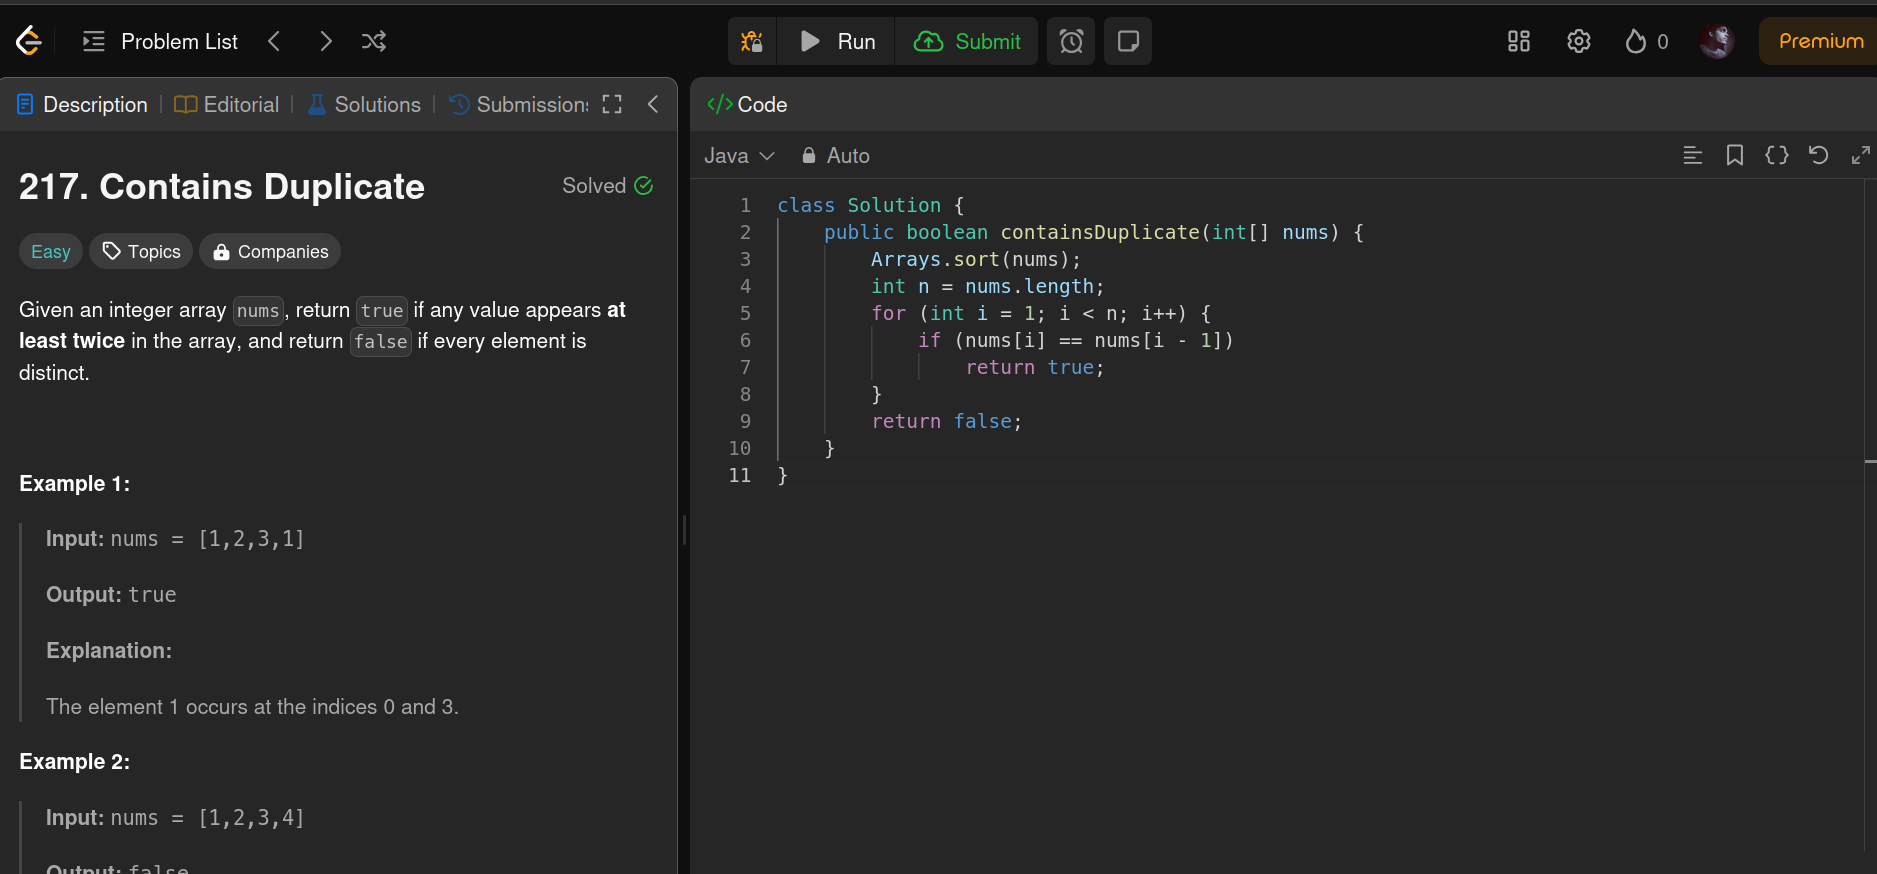 Problem List
Run
Submit
0
Premium
Description
Editorial
Solutions
Submissions
217. Contains Duplicate
Solved
Easy
Topics
Companies
Given an integer array nums, return true if any value appears at
least twice in the array, and return false if every element is
distinct.
Example 1:
Input: nums = [1,2,3,1]
Output: true
Explanation:
The element 1 occurs at the indices 0 and 3.
Example 2:
Input: nums = [1,2,3,4]
Output: false
</> Code
Java
Auto
1 class Solution {
2     public boolean containsDuplicate(int[] nums) {
3         Arrays.sort(nums);
4         int n = nums.length;
5         for (int i = 1; i < n; i++) {
6             if (nums[i] == nums[i - 1])
7                 return true;
8         }
9         return false;
10     }
11 }